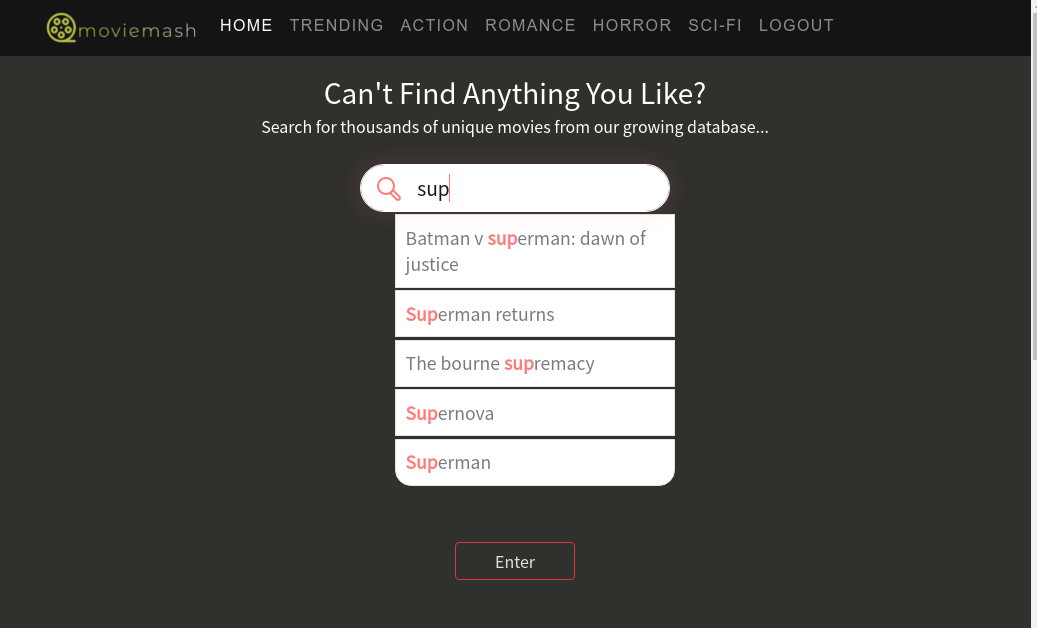 moviemash HOME TRENDING ACTION ROMANCE HORROR SCI-FI LOGOUT
Can't Find Anything You Like?
Search for thousands of unique movies from our growing database...
sup
Batman v superman: dawn of
justice
Superman returns
The bourne supremacy
Supernova
Superman
Enter